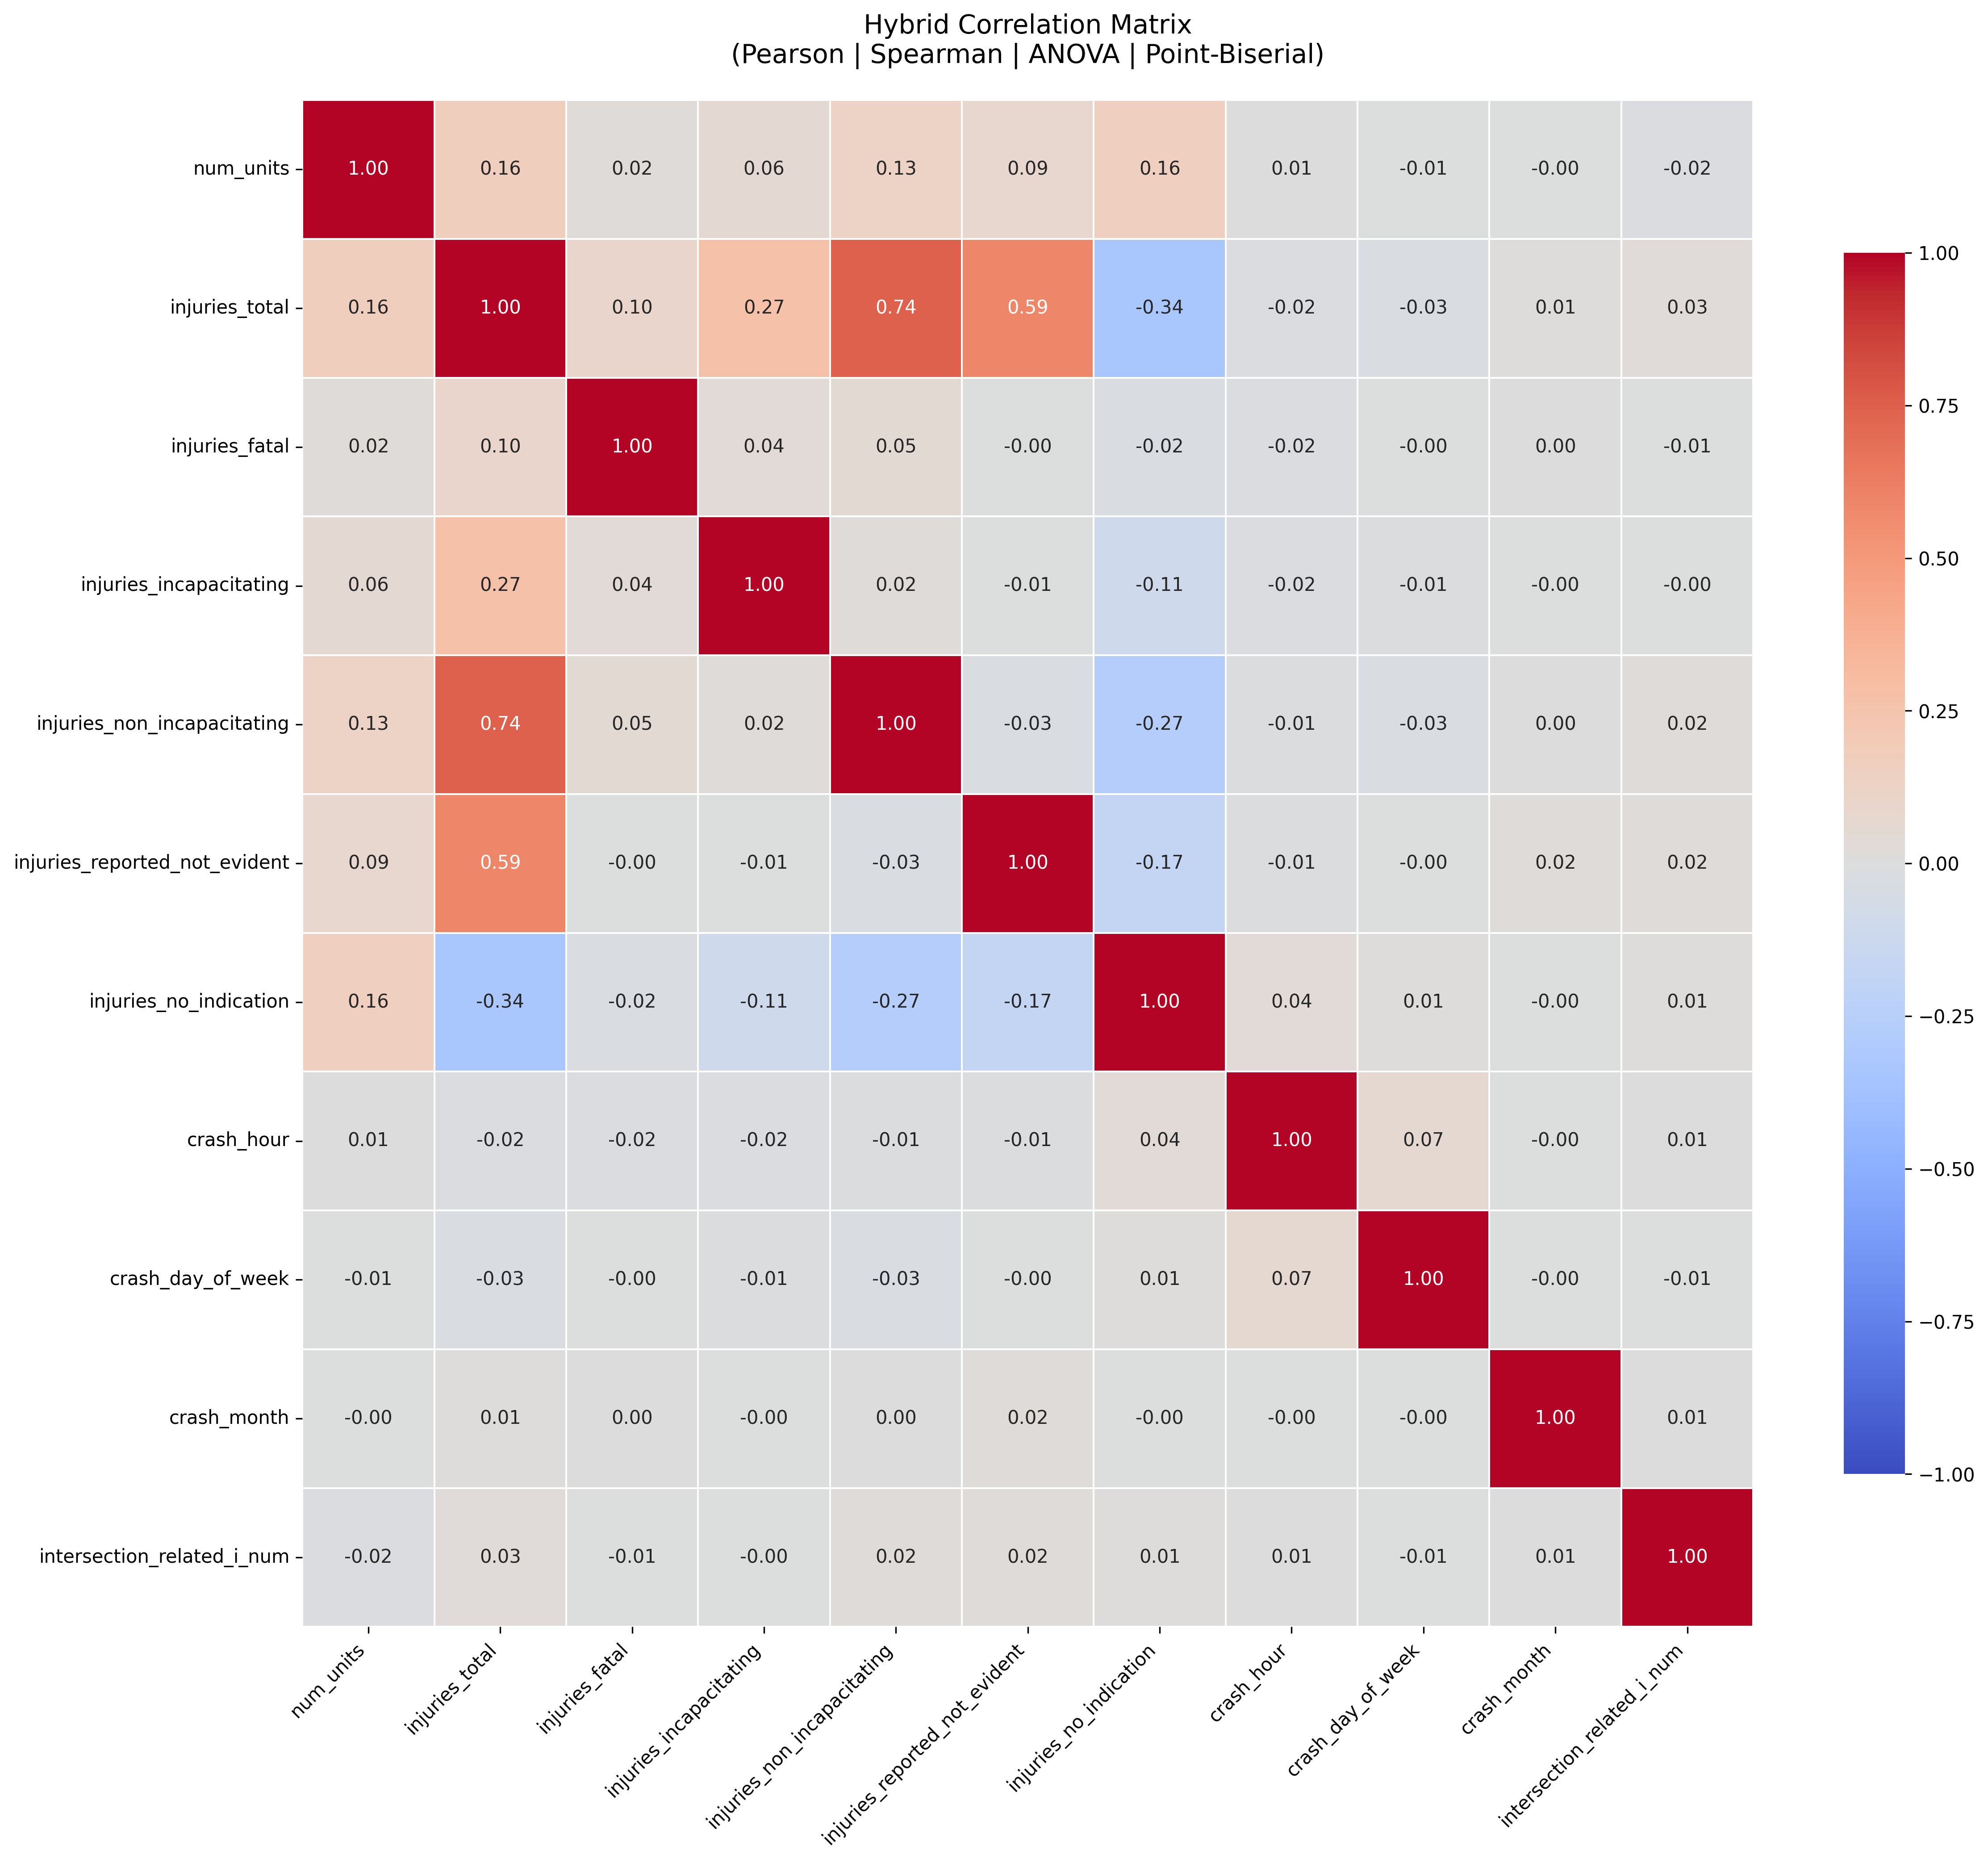 Hybrid Correlation Matrix
(Pearson | Spearman | ANOVA | Point-Biserial)
num_units 1.00 0.16 0.02 0.06 0.13 0.09 0.16 0.01 -0.01 -0.00 -0.02
injuries_total 0.16 1.00 0.10 0.27 0.74 0.59 -0.34 -0.02 -0.03 0.01 0.03
injuries_fatal 0.02 0.10 1.00 0.04 0.05 -0.00 -0.02 -0.02 -0.00 0.00 -0.01
injuries_incapacitating 0.06 0.27 0.04 1.00 0.02 -0.01 -0.11 -0.02 -0.01 -0.00 -0.00
injuries_non_incapacitating 0.13 0.74 0.05 0.02 1.00 -0.03 -0.27 -0.01 -0.03 0.00 0.02
injuries_reported_not_evident 0.09 0.59 -0.00 -0.01 -0.03 1.00 -0.17 -0.01 -0.00 0.02 0.02
injuries_no_indication 0.16 -0.34 -0.02 -0.11 -0.27 -0.17 1.00 0.04 0.01 -0.00 0.01
crash_hour 0.01 -0.02 -0.02 -0.02 -0.01 -0.01 0.04 1.00 0.07 -0.00 0.01
crash_day_of_week -0.01 -0.03 -0.00 -0.01 -0.03 -0.00 0.01 0.07 1.00 -0.00 -0.01
crash_month -0.00 0.01 0.00 -0.00 0.00 0.02 -0.00 -0.00 -0.00 1.00 0.01
intersection_related_i_num -0.02 0.03 -0.01 -0.00 0.02 0.02 0.01 0.01 -0.01 0.01 1.00
num_units
injuries_total
injuries_fatal
injuries_incapacitating
injuries_non_incapacitating
injuries_reported_not_evident
injuries_no_indication
crash_hour
crash_day_of_week
crash_month
intersection_related_i_num
1.00
0.75
0.50
0.25
0.00
−0.25
−0.50
−0.75
−1.00